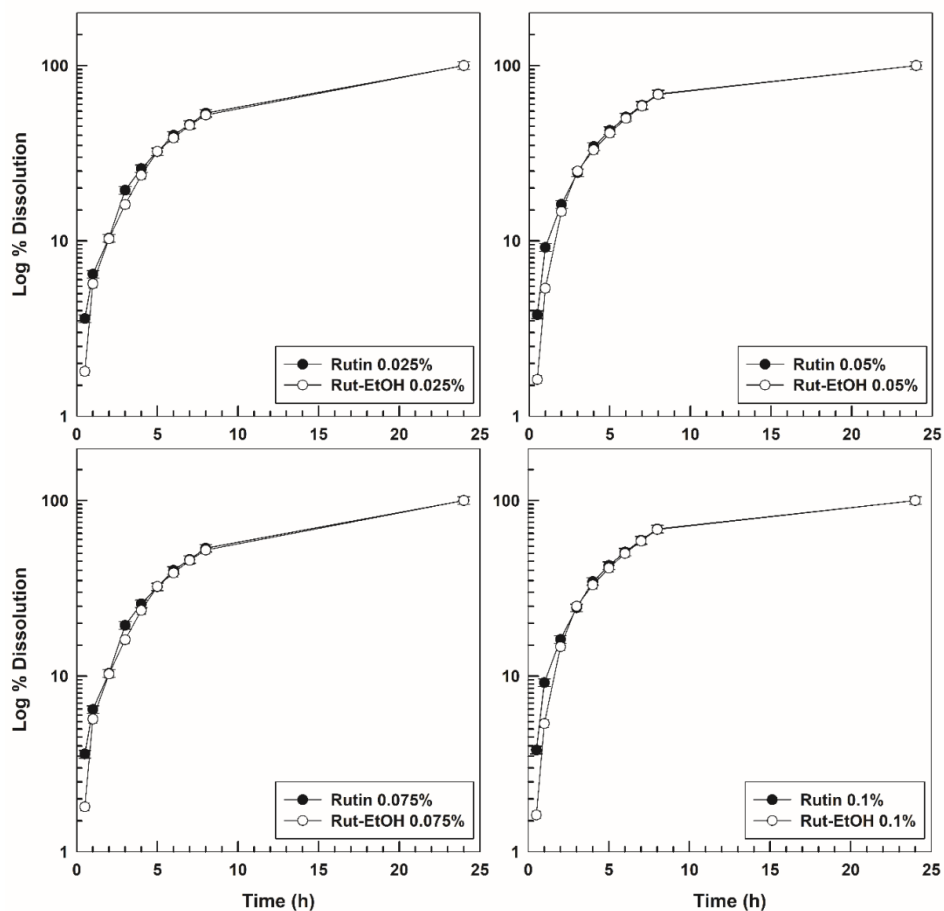 Log % Dissolution
100
10
1
Rutin 0.025%
Rut-EtOH 0.025%
0 5 10 15 20 25
100
10
1
Rutin 0.05%
Rut-EtOH 0.05%
0 5 10 15 20 25
Log % Dissolution
100
10
1
Rutin 0.075%
Rut-EtOH 0.075%
0 5 10 15 20 25
Time (h)
100
10
1
Rutin 0.1%
Rut-EtOH 0.1%
0 5 10 15 20 25
Time (h)